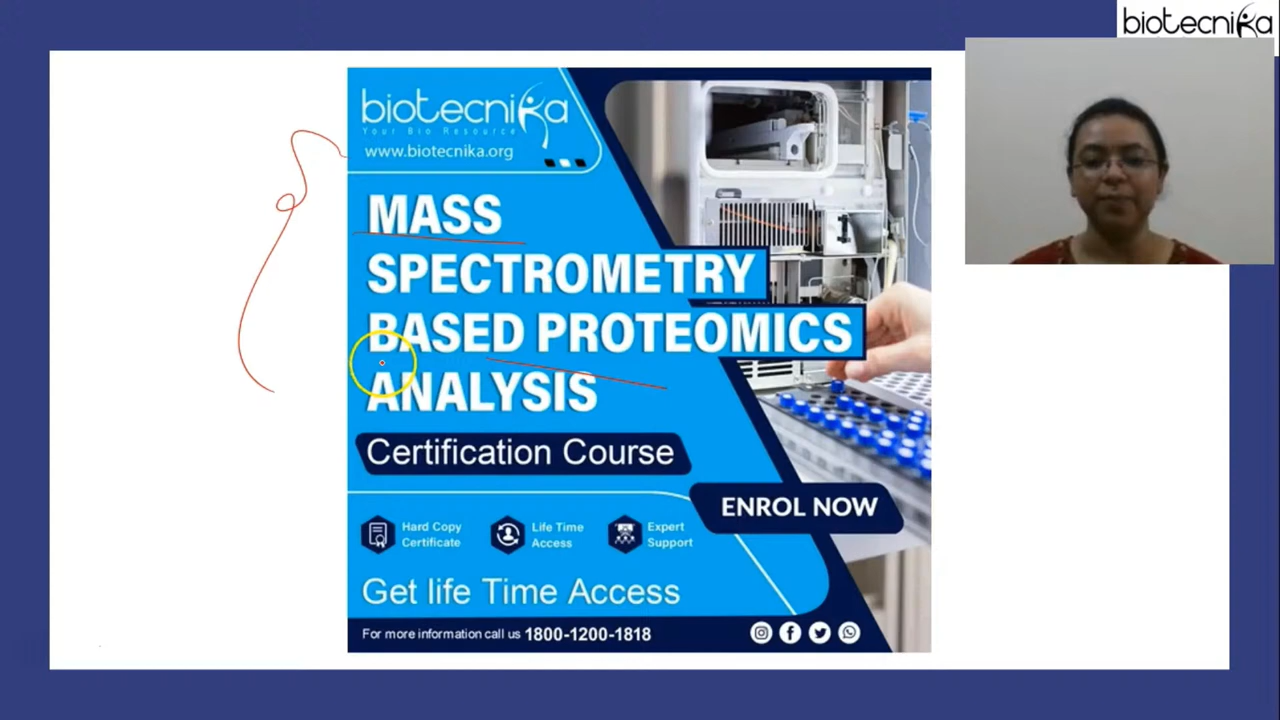 biotecnika
biotecnika
Your Bio Resource
www.biotecnika.org
MASS
SPECTROMETRY
BASED PROTEOMICS
ANALYSIS
Certification Course
ENROL NOW
Hard Copy
Certificate
Life Time
Access
Expert
Support
Get life Time Access
For more information call us 1800-1200-1818